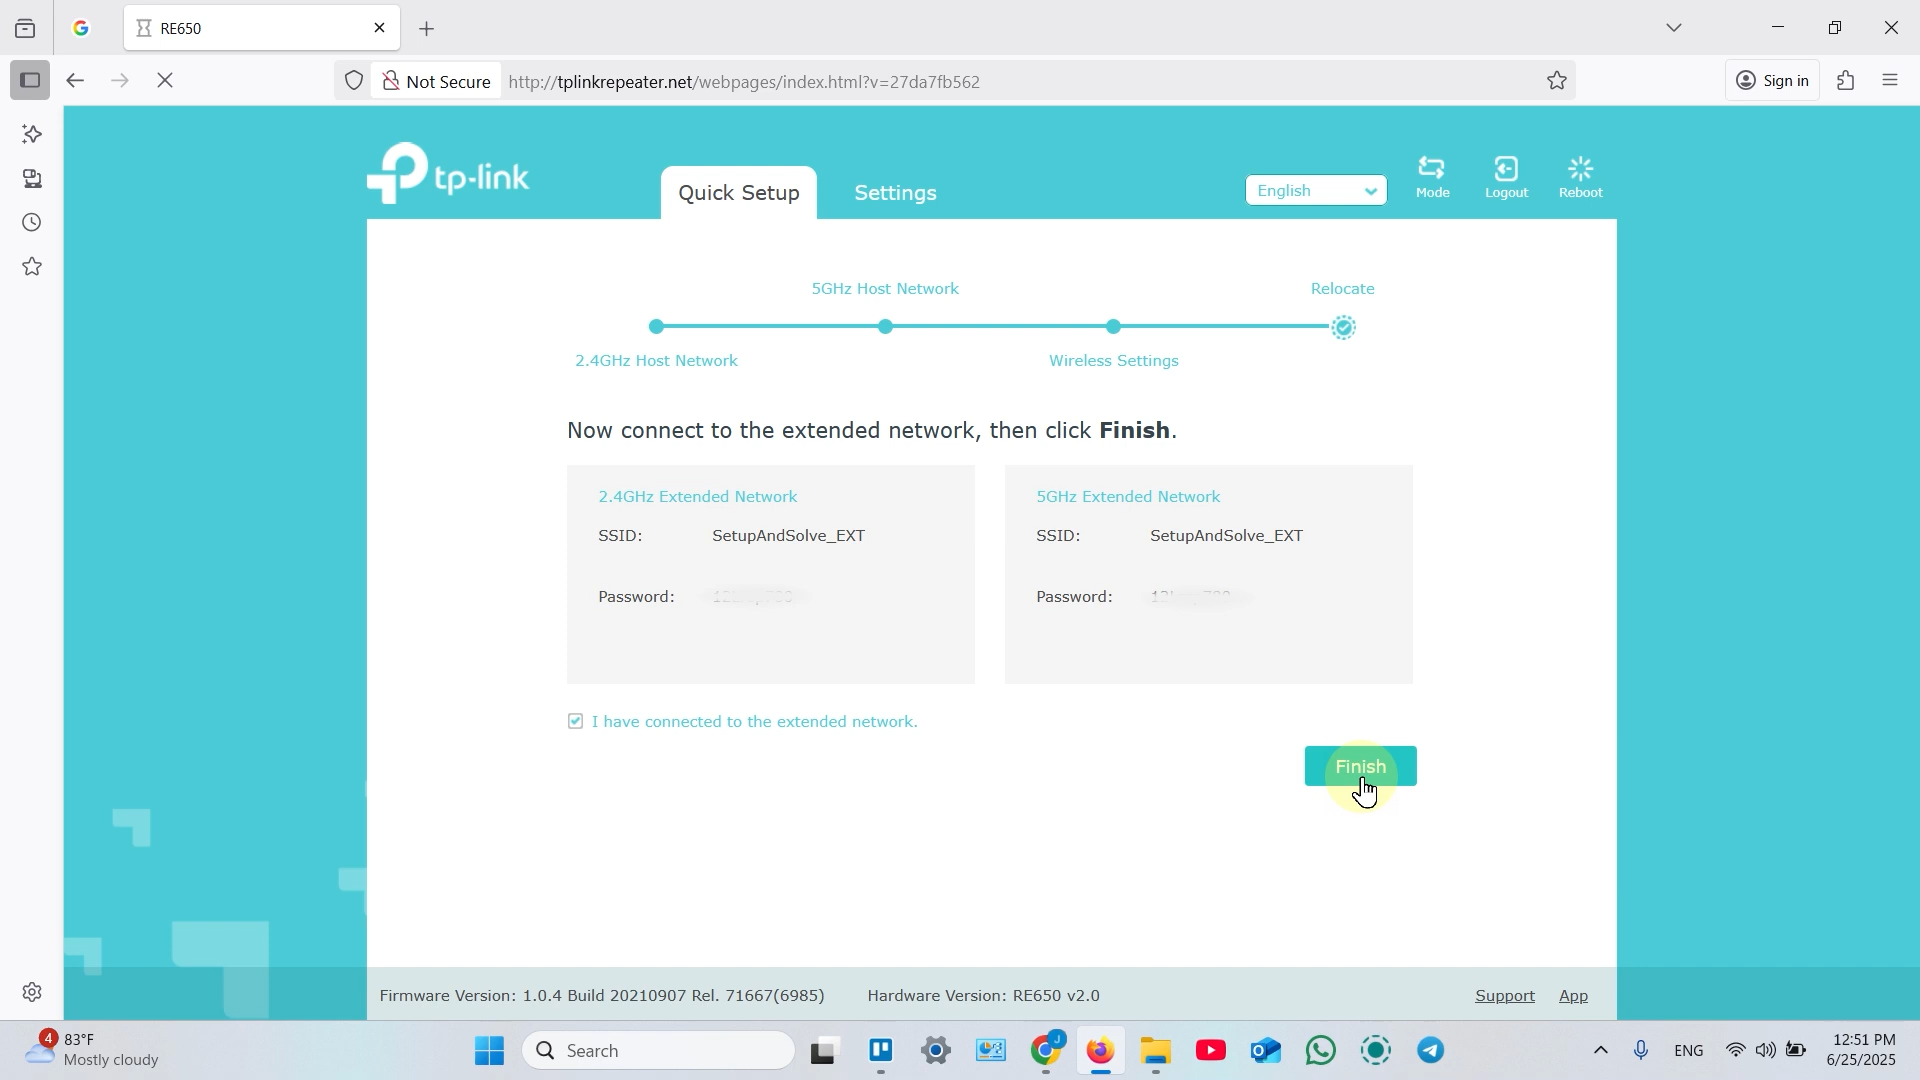 RE650
Not Secure
http://tplinkrepeater.net/webpages/index.html?v=27da7fb562
Sign in
tp-link
Quick Setup
Settings
English
Mode
Logout
Reboot
5GHz Host Network
Relocate
2.4GHz Host Network
Wireless Settings
Now connect to the extended network, then click Finish.
2.4GHz Extended Network
SSID: SetupAndSolve_EXT
Password:
5GHz Extended Network
SSID: SetupAndSolve_EXT
Password:
I have connected to the extended network.
Finish
Firmware Version: 1.0.4 Build 20210907 Rel. 71667(6985)
Hardware Version: RE650 v2.0
Support
App
4
83°F
Mostly cloudy
Search
J
ENG
12:51 PM
6/25/2025